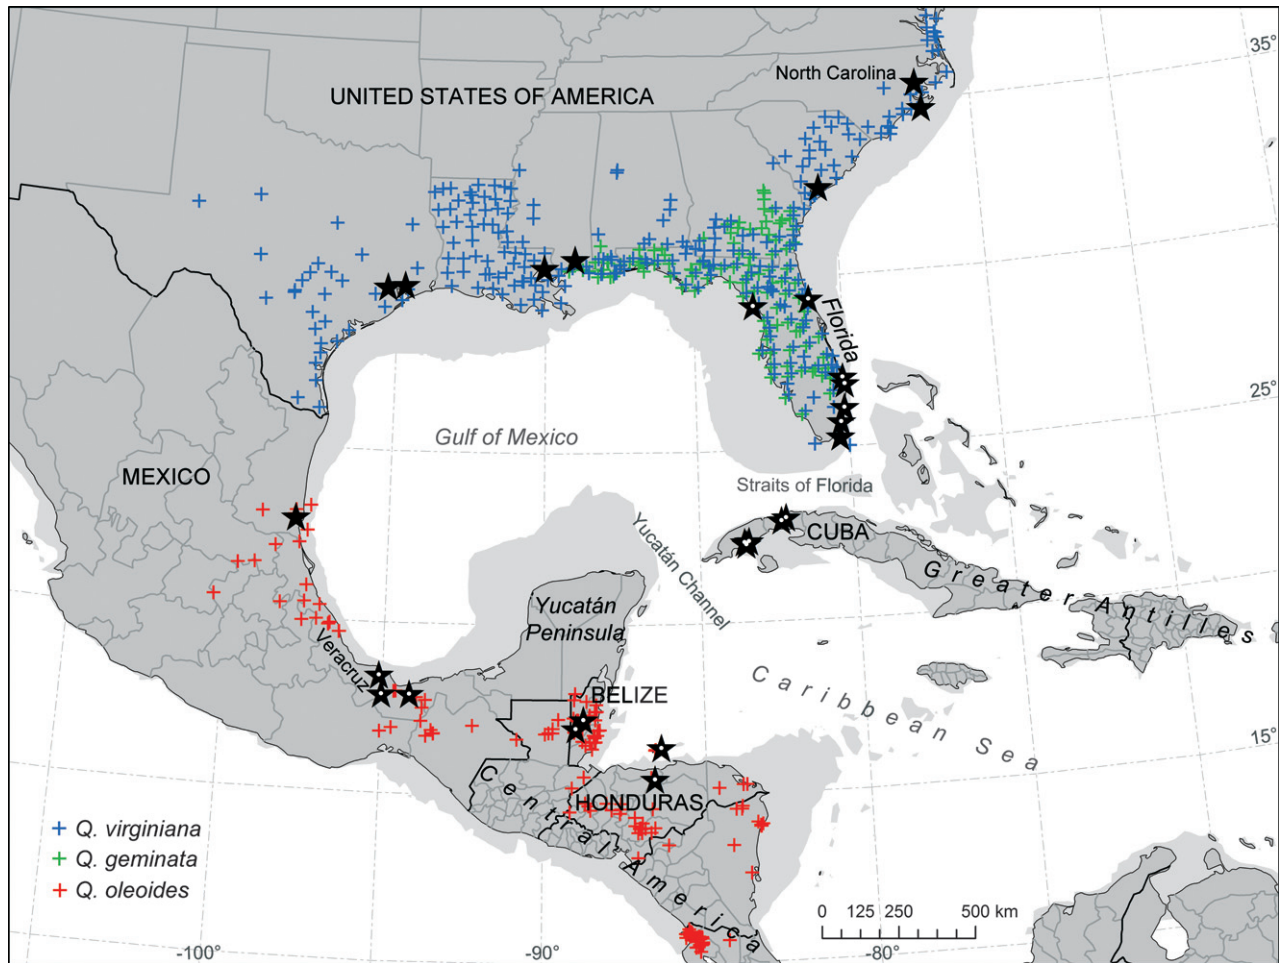 35°
North Carolina
UNITED STATES OF AMERICA
Florida
25°
Gulf of Mexico
MEXICO
Straits of Florida
Yucatán Channel
CUBA
Greater Antilles
Yucatán
Peninsula
Veracruz
BELIZE
Caribbean Sea
15°
Central America
HONDURAS
Q. virginiana
Q. geminata
Q. oleoides
0 125 250 500 km
-100° -90° -80°